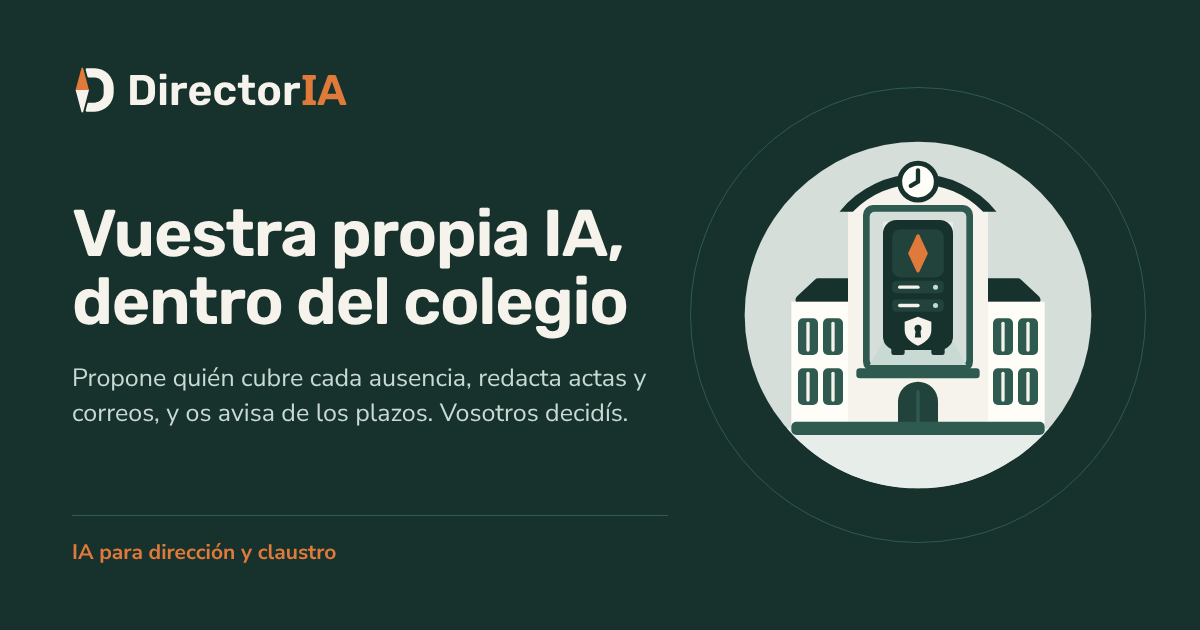 DirectorIA
Vuestra propia IA,
dentro del colegio
Propone quién cubre cada ausencia, redacta actas y
correos, y os avisa de los plazos. Vosotros decidís.
IA para dirección y claustro